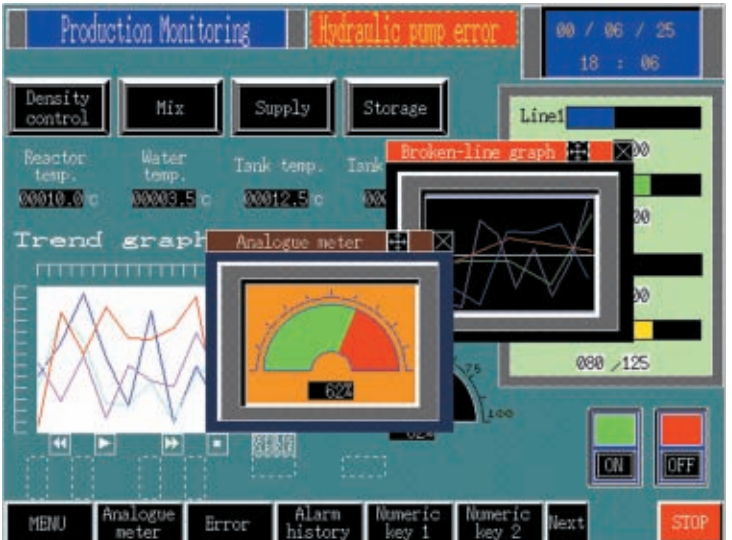 Production Monitoring
Hydraulic pump error
00 / 06 / 25
18 : 06
Density
control
Mix
Supply
Storage
Line1
Reactor
temp.
Water
temp.
Tank temp.
Tank
Broken-line graph
00010.0 c
00003.5 c
00012.5 c
Trend graph
Analogue meter
62%
080 /125
75
100
ON
OFF
MENU
Analogue
meter
Error
Alarm
history
Numeric
key 1
Numeric
key 2
Next
STOP